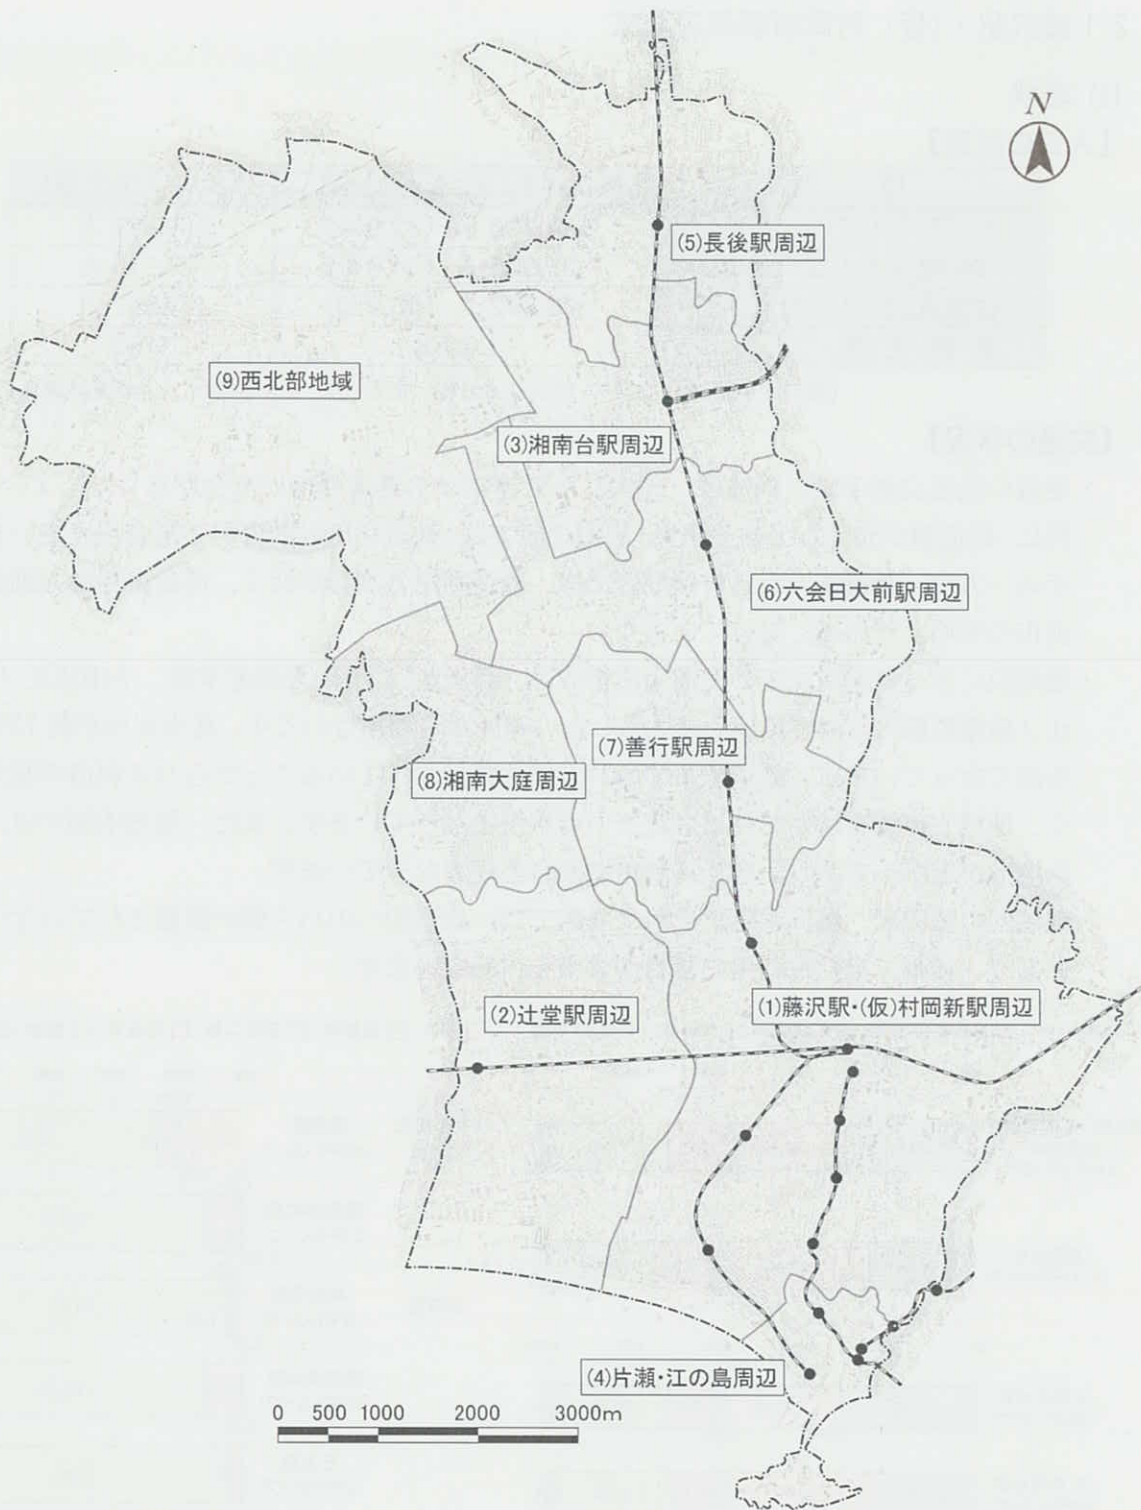 N
(5)長後駅周辺
(9)西北部地域
(3)湘南台駅周辺
(6)六会日大前駅周辺
(7)善行駅周辺
(8)湘南大庭周辺
(1)藤沢駅・(仮)村岡新駅周辺
(2)辻堂駅周辺
(4)片瀬・江の島周辺
0 500 1000 2000 3000m